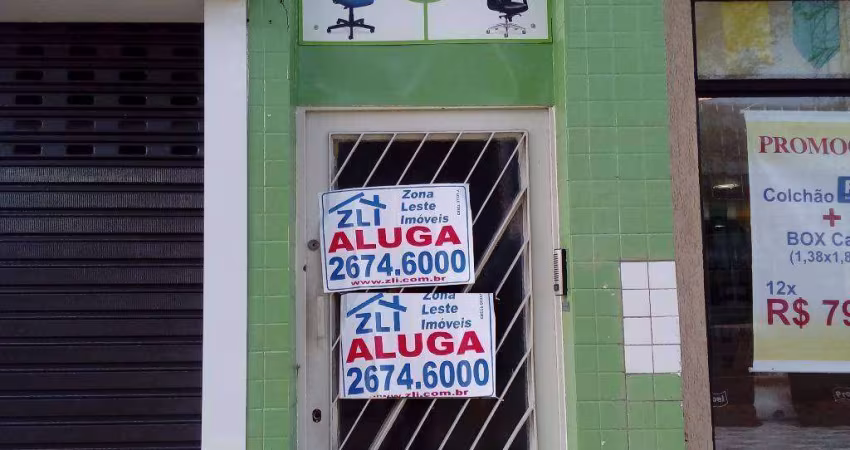 ZLI
Zona
Leste
Imóveis
ALUGA
2674.6000
www.zli.com.br
ZLI
Zona
Leste
Imóveis
ALUGA
2674.6000
www.zli.com.br
PROMOÇ
Colchão
+
BOX Ca
(1,38x1,8
12x
R$ 79